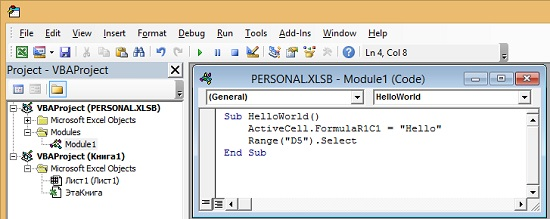 File Edit View Insert Format Debug Run Tools Add-Ins Window Help
Ln 4, Col 8
Project - VBAProject
VBAProject (PERSONAL.XLSB)
Microsoft Excel Objects
Modules
Module1
VBAProject (Книга1)
Microsoft Excel Objects
Лист1 (Лист1)
ЭтаКнига
PERSONAL.XLSB - Module1 (Code)
(General) HelloWorld
Sub HelloWorld()
ActiveCell.FormulaR1C1 = "Hello"
Range("D5").Select
End Sub